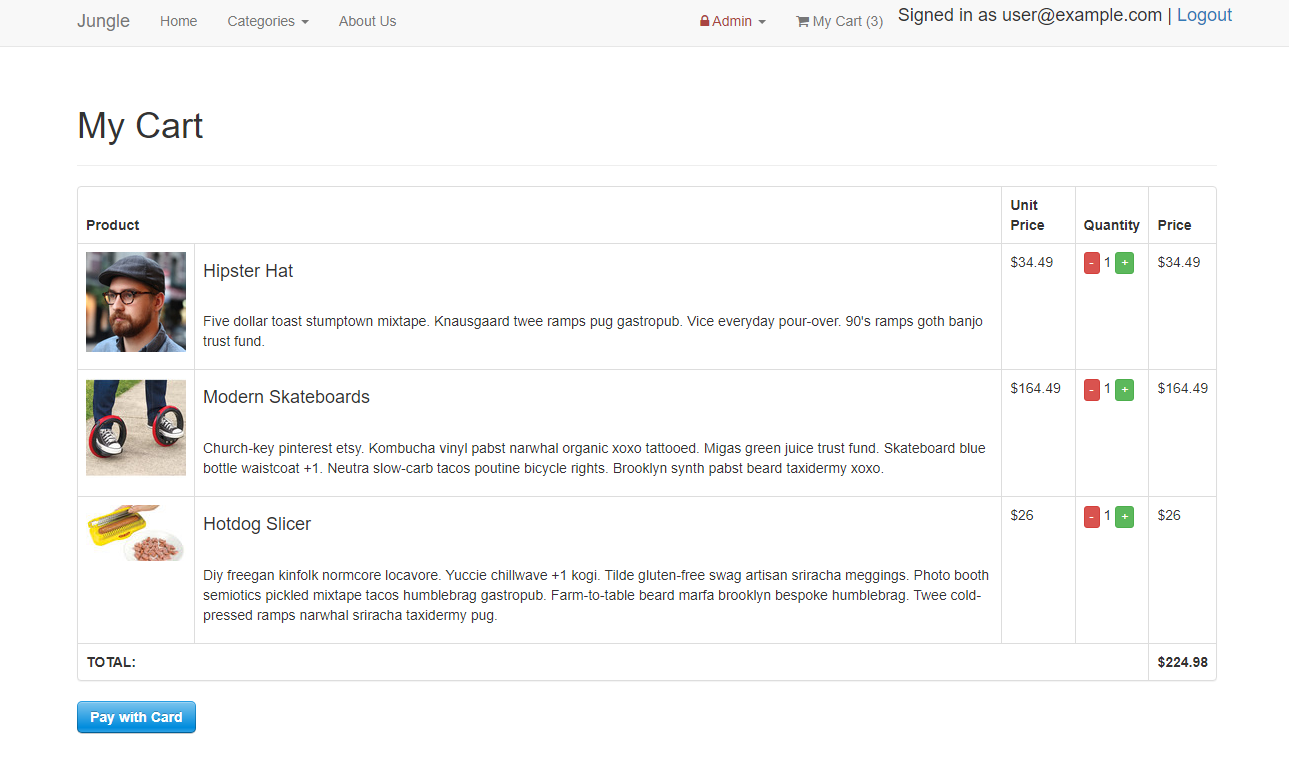 Jungle Home Categories About Us Admin My Cart (3) Signed in as user@example.com | Logout
My Cart
Product Unit Price Quantity Price
Hipster Hat $34.49 - 1 + $34.49
Five dollar toast stumptown mixtape. Knausgaard twee ramps pug gastropub. Vice everyday pour-over. 90's ramps goth banjo
trust fund.
Modern Skateboards $164.49 - 1 + $164.49
Church-key pinterest etsy. Kombucha vinyl pabst narwhal organic xoxo tattooed. Migas green juice trust fund. Skateboard blue
bottle waistcoat +1. Neutra slow-carb tacos poutine bicycle rights. Brooklyn synth pabst beard taxidermy xoxo.
Hotdog Slicer $26 - 1 + $26
Diy freegan kinfolk normcore locavore. Yuccie chillwave +1 kogi. Tilde gluten-free swag artisan sriracha meggings. Photo booth
semiotics pickled mixtape tacos humblebrag gastropub. Farm-to-table beard marfa brooklyn bespoke humblebrag. Twee cold-
pressed ramps narwhal sriracha taxidermy pug.
TOTAL: $224.98
Pay with Card